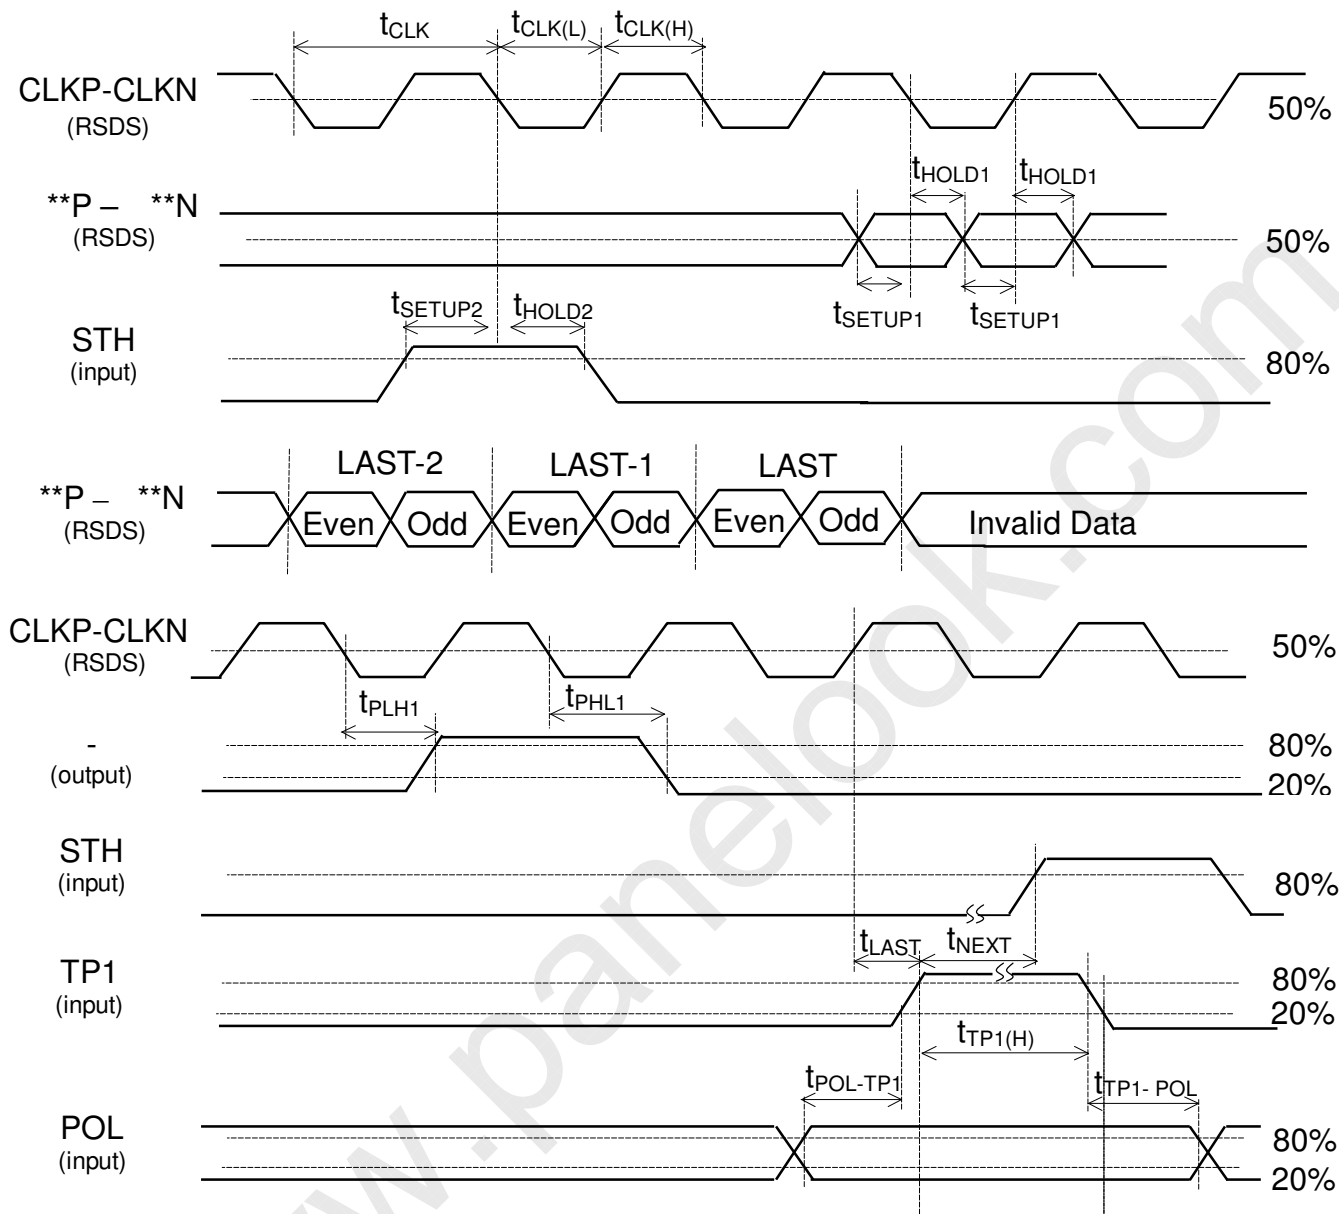 tCLK tCLK(L) tCLK(H)
CLKP-CLKN
(RSDS)
50%
tHOLD1 tHOLD1
**P – **N
(RSDS)
50%
tSETUP1 tSETUP1
tSETUP2 tHOLD2
STH
(input)
80%
LAST-2 LAST-1 LAST
**P – **N
(RSDS)
Even Odd Even Odd Even Odd Invalid Data
CLKP-CLKN
(RSDS)
50%
tPLH1 tPHL1
-
(output)
80%
20%
STH
(input)
80%
tLAST tNEXT
TP1
(input)
80%
20%
tTP1(H)
tPOL-TP1 tTP1- POL
POL
(input)
80%
20%
www.panelook.com